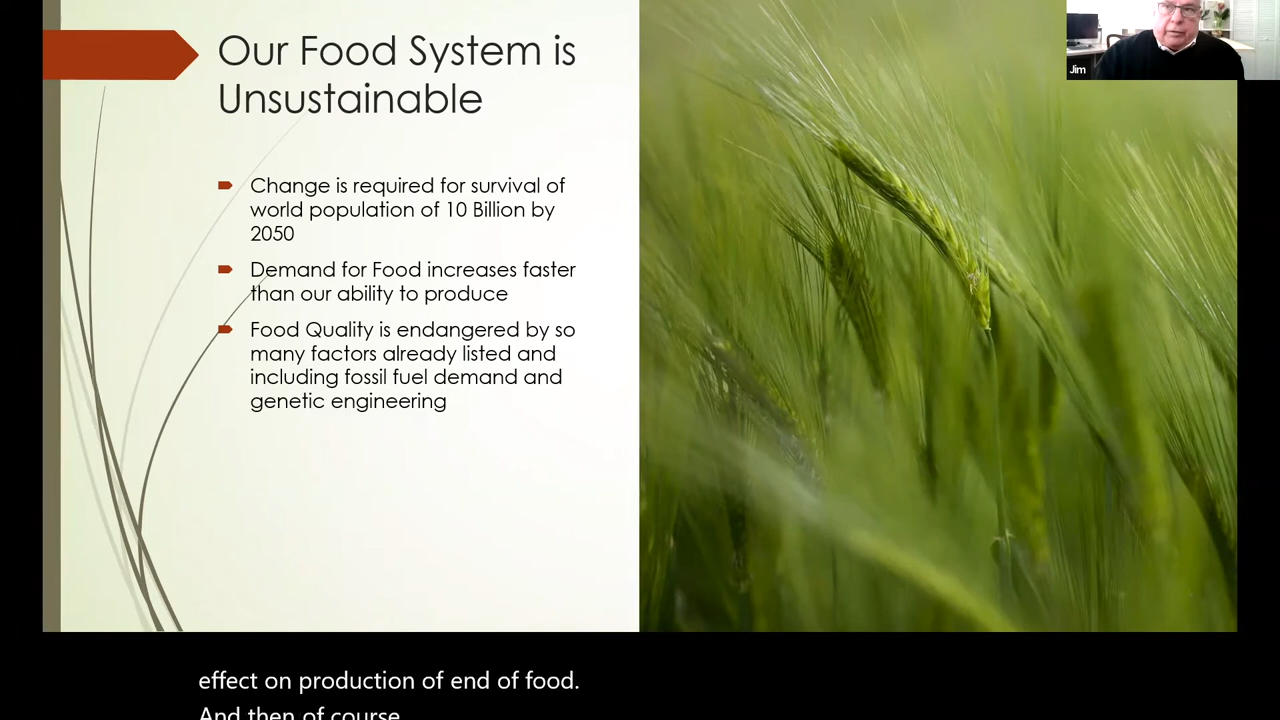 Our Food System is
Unsustainable
Change is required for survival of
world population of 10 Billion by
2050
Demand for Food increases faster
than our ability to produce
Food Quality is endangered by so
many factors already listed and
including fossil fuel demand and
genetic engineering
Jim
effect on production of end of food.
And then of course